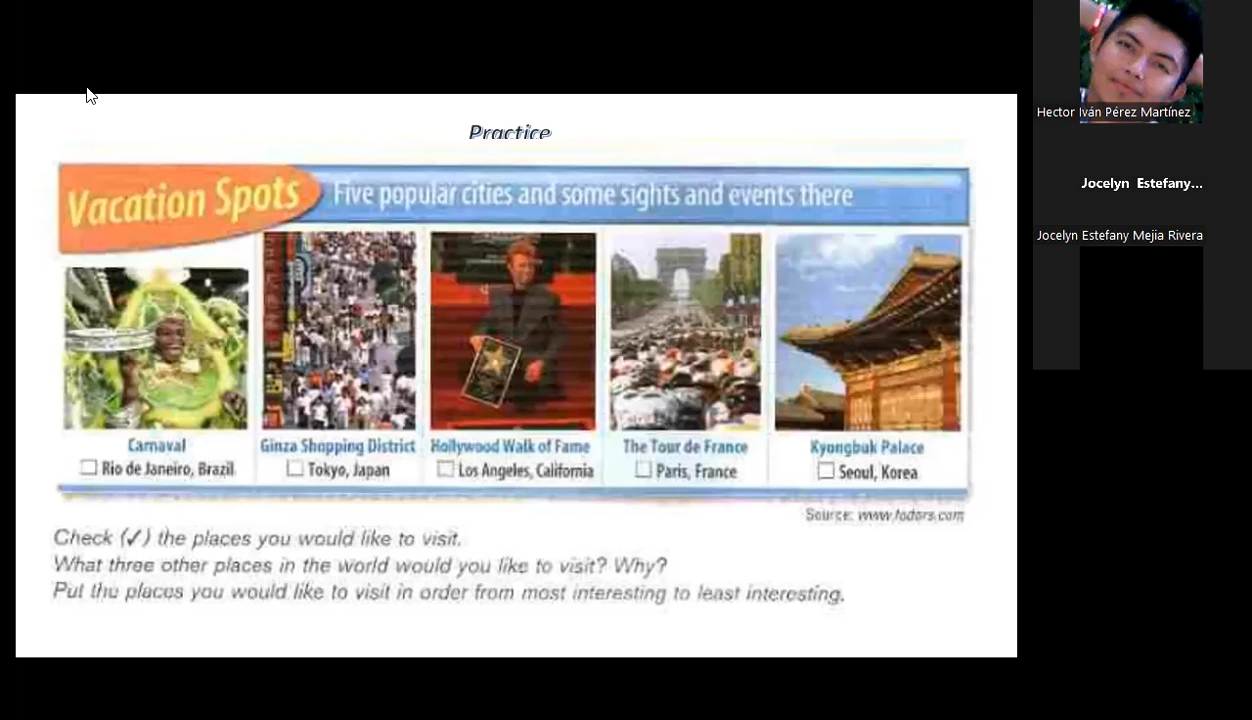 Practice
Vacation Spots
Five popular cities and some sights and events there
Carnaval
Rio de Janeiro, Brazil
Ginza Shopping District
Tokyo, Japan
Hollywood Walk of Fame
Los Angeles, California
The Tour de France
Paris, France
Kyongbuk Palace
Seoul, Korea
Source: www.fodors.com
Check (✓) the places you would like to visit.
What three other places in the world would you like to visit? Why?
Put the places you would like to visit in order from most interesting to least interesting.
Hector Iván Pérez Martínez
Jocelyn Estefany...
Jocelyn Estefany Mejia Rivera